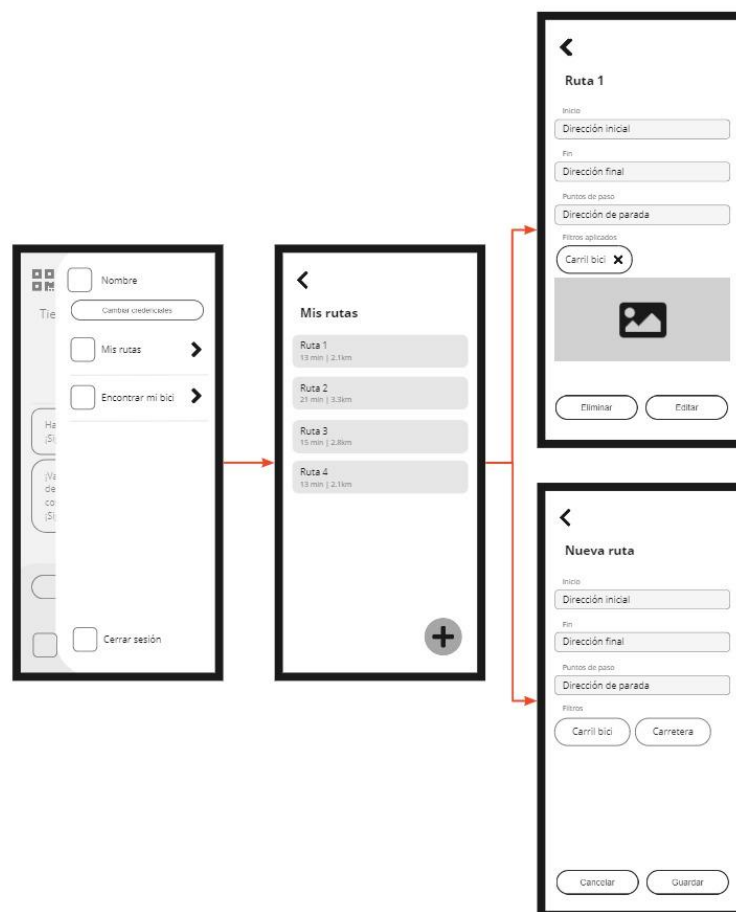 Tie
Ha
¡Si
¡Va
de
co
¡Si
Nombre
Cambiar credenciales
Mis rutas
Encontrar mi bici
Cerrar sesión
Mis rutas
Ruta 1
13 min | 2.1km
Ruta 2
21 min | 3.3km
Ruta 3
15 min | 2.8km
Ruta 4
13 min | 2.1km
Ruta 1
Inicio
Dirección inicial
Fin
Dirección final
Puntos de paso
Dirección de parada
Filtros aplicados
Carril bici
Eliminar
Editar
Nueva ruta
Inicio
Dirección inicial
Fin
Dirección final
Puntos de paso
Dirección de parada
Filtros
Carril bici
Carretera
Cancelar
Guardar